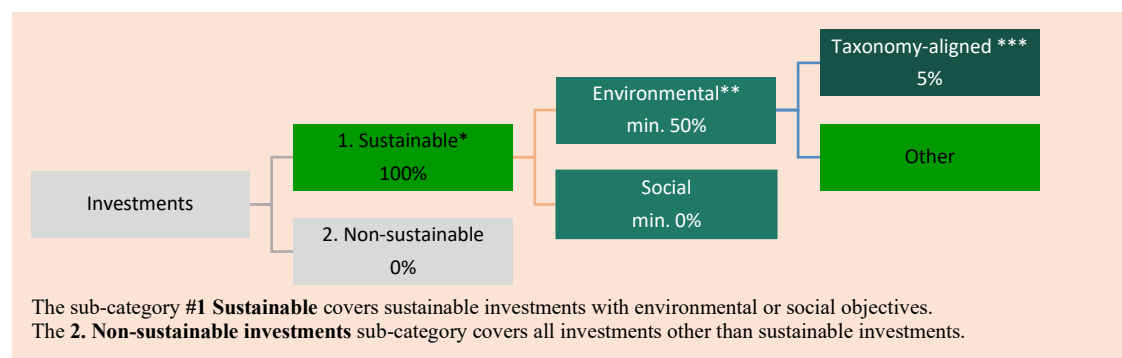 Investments
1. Sustainable*
100%
2. Non-sustainable
0%
Environmental**
min. 50%
Social
min. 0%
Taxonomy-aligned ***
5%
Other
The sub-category #1 Sustainable covers sustainable investments with environmental or social objectives.
The 2. Non-sustainable investments sub-category covers all investments other than sustainable investments.